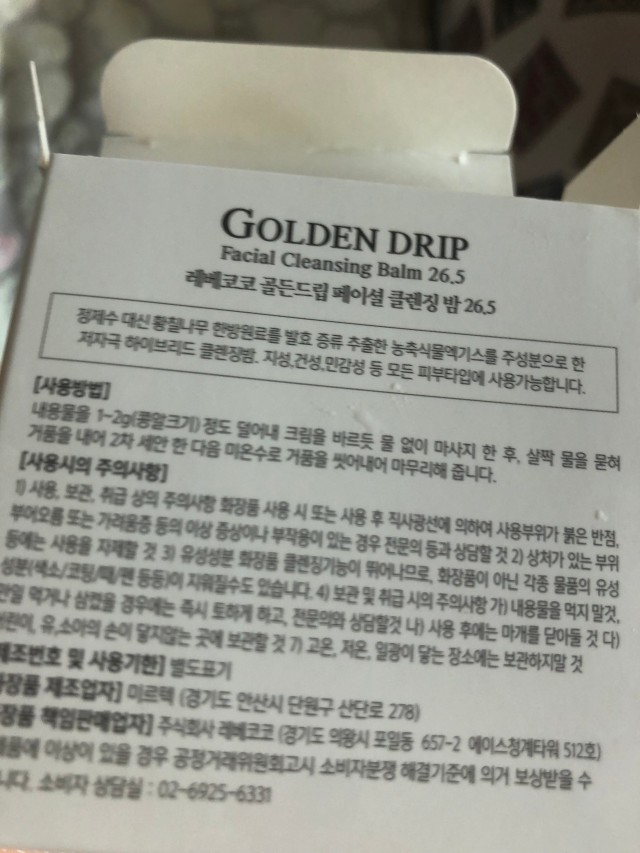 GOLDEN DRIP
Facial Cleansing Balm 26.5
레베코코 골든드립 페이셜 클렌징 밤 26.5
정제수 대신 황칠나무 한방원료를 발효 증류 추출한 농축식물엑기스를 주성분으로 한
저자극 하이브리드 클렌징밤. 지성,건성,민감성 등 모든 피부타입에 사용가능합니다.
[사용방법]
내용물을 1~2g(콩알크기) 정도 덜어내 크림을 바르듯 물 없이 마사지 한 후, 살짝 물을 묻혀
거품을 내어 2차 세안 한 다음 미온수로 거품을 씻어내어 마무리해 줍니다.
[사용시의 주의사항]
1) 사용, 보관, 취급 상의 주의사항 화장품 사용 시 또는 사용 후 직사광선에 의하여 사용부위가 붉은 반점,
부어오름 또는 가려움증 등의 이상 증상이나 부작용이 있는 경우 전문의 등과 상담할 것 2) 상처가 있는 부위
등에는 사용을 자제할 것 3) 유성성분 화장품 클렌징기능이 뛰어나므로, 화장품이 아닌 각종 물품의 유성
성분(색소/코팅/때/펜 등등)이 지워질수도 있습니다. 4) 보관 및 취급 시의 주의사항 가) 내용물을 먹지 말것,
만일 먹거나 삼켰을 경우에는 즉시 토하게 하고, 전문의와 상담할것 나) 사용 후에는 마개를 닫아둘 것 다)
어린이, 유,소아의 손이 닿지않는 곳에 보관할 것 7) 고온, 저온, 일광이 닿는 장소에는 보관하지말 것
제조번호 및 사용기한] 별도표기
화장품 제조업자] 미르텍 (경기도 안산시 단원구 산단로 278)
화장품 책임판매업자] 주식회사 레베코코 (경기도 의왕시 포일동 657-2 에이스청계타워 512호)
제품에 이상이 있을 경우 공정거래위원회고시 소비자분쟁 해결기준에 의거 보상받을 수
니다. 소비자 상담실 : 02-6925-6331